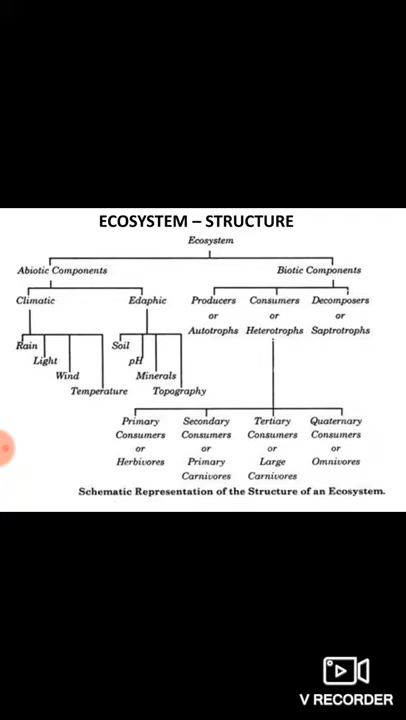 ECOSYSTEM – STRUCTURE
Ecosystem
Abiotic Components
Biotic Components
Climatic
Edaphic
Producers
or
Autotrophs
Consumers
or
Heterotrophs
Decomposers
or
Saptrotrophs
Rain
Light
Wind
Temperature
Soil
pH
Minerals
Topography
Primary
Consumers
or
Herbivores
Secondary
Consumers
or
Primary
Carnivores
Tertiary
Consumers
or
Large
Carnivores
Quaternary
Consumers
or
Omnivores
Schematic Representation of the Structure of an Ecosystem.
V RECORDER